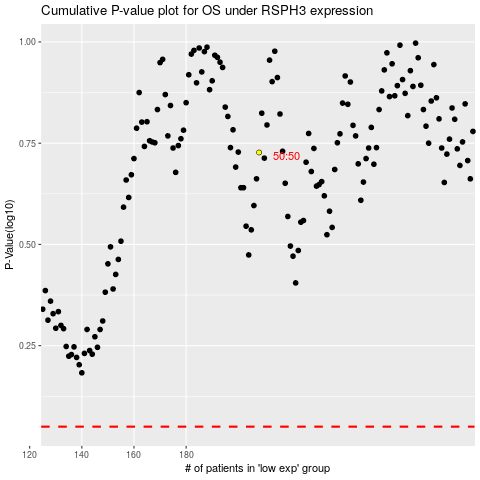 Cumulative P-value plot for OS under RSPH3 expression
P-Value(log10)
1.00
0.75
0.50
0.25
50:50
120 140 160 180
# of patients in 'low exp' group